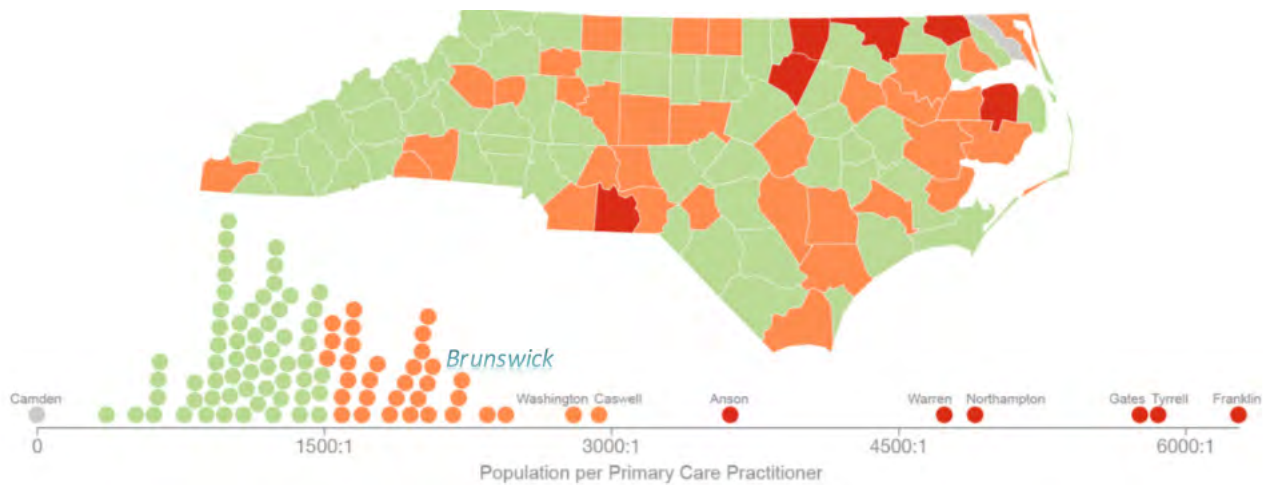 Brunswick
Camden Washington Caswell Anson Warren Northampton Gates Tyrrell Franklin
0 1500:1 3000:1 4500:1 6000:1
Population per Primary Care Practitioner